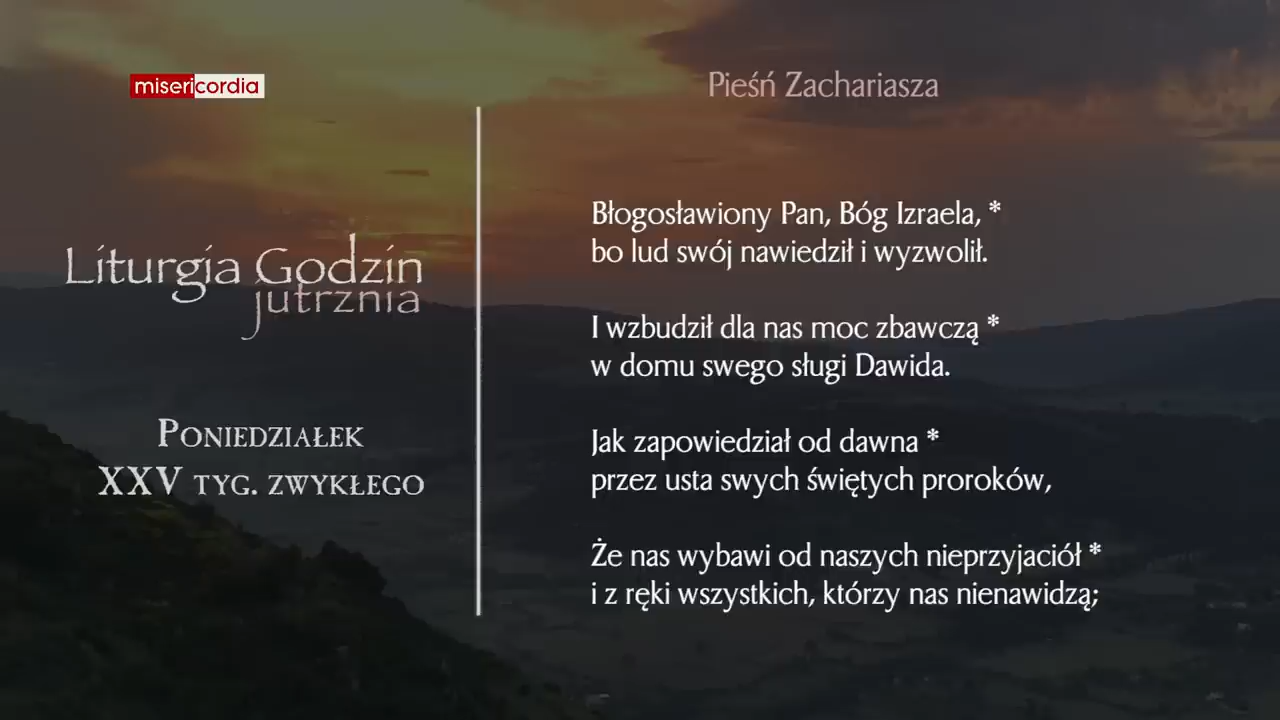 misericordia
Liturgia Godzin
jutrznia
Poniedziałek
XXV tyg. zwykłego
Pieśń Zachariasza
Błogosławiony Pan, Bóg Izraela, *
bo lud swój nawiedził i wyzwolił.
I wzbudził dla nas moc zbawczą *
w domu swego sługi Dawida.
Jak zapowiedział od dawna *
przez usta swych świętych proroków,
Że nas wybawi od naszych nieprzyjaciół *
i z ręki wszystkich, którzy nas nienawidzą;